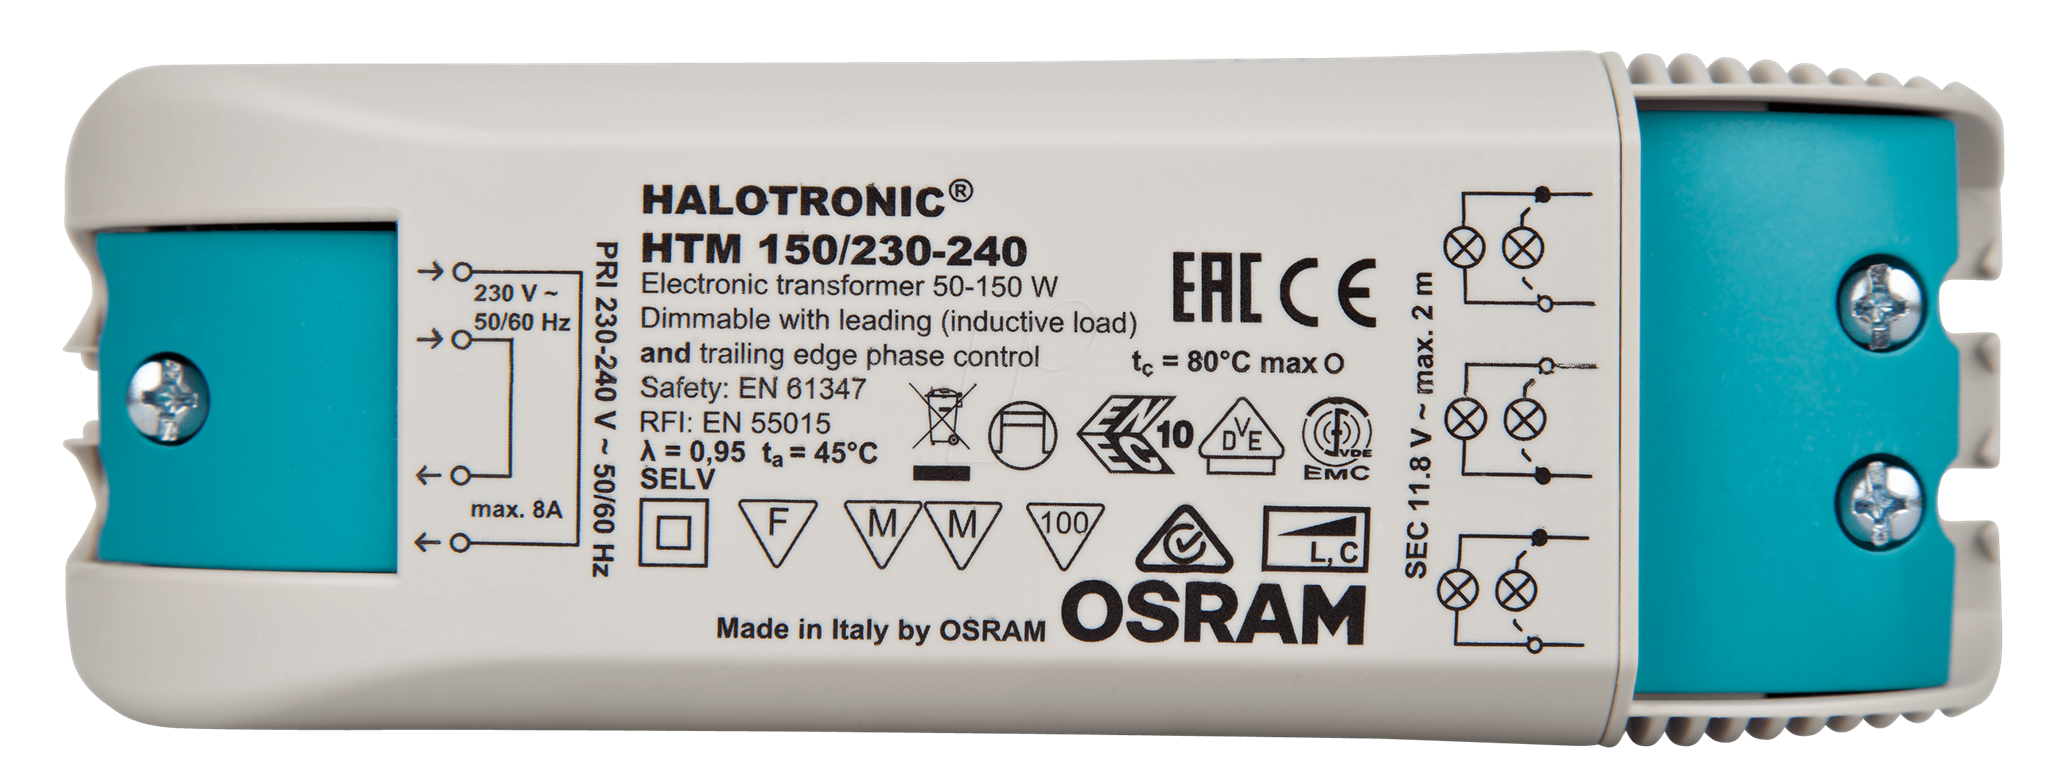 230 V ~
50/60 Hz
max. 8A
PRI 230-240 V ~ 50/60 Hz
HALOTRONIC®
HTM 150/230-240
Electronic transformer 50-150 W
Dimmable with leading (inductive load)
and trailing edge phase control
Safety: EN 61347
RFI: EN 55015
λ = 0,95 ta = 45°C
SELV
EAC CE
tc = 80°C max O
ENEC 10
DVE
VDE
EMC
F
M
M
100
L, C
Made in Italy by OSRAM
OSRAM
SEC 11.8 V ~ max. 2 m